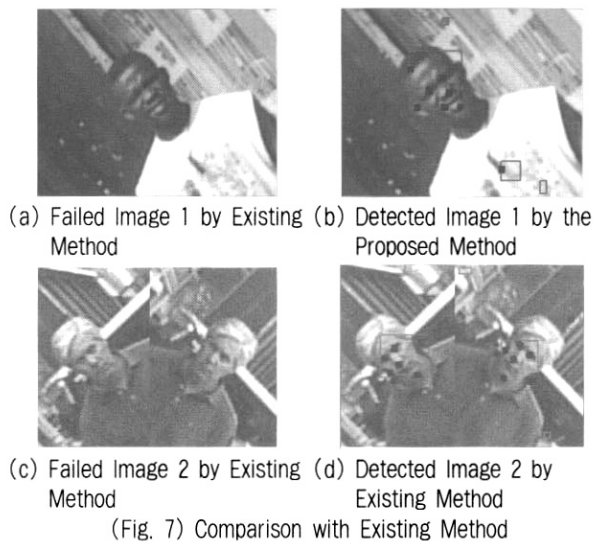 (a) Failed Image 1 by Existing Method
(b) Detected Image 1 by the Proposed Method
(c) Failed Image 2 by Existing Method
(d) Detected Image 2 by Existing Method
(Fig. 7) Comparison with Existing Method